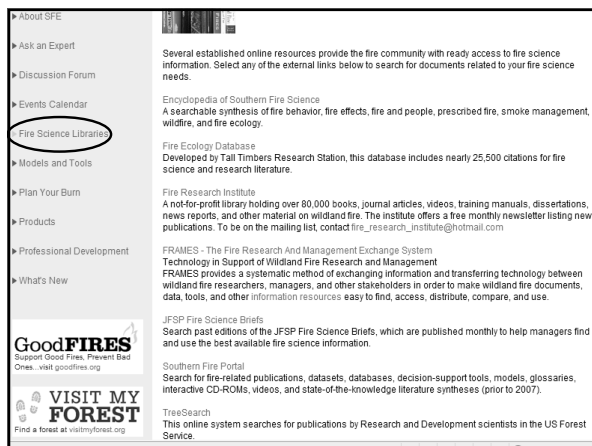 About SFE
Ask an Expert
Discussion Forum
Events Calendar
Fire Science Libraries
Models and Tools
Plan Your Burn
Products
Professional Development
What's New
GoodFIRES
Support Good Fires, Prevent Bad
Ones...visit goodfires.org
VISIT MY
FOREST
Find a forest at visitmyforest.org
Several established online resources provide the fire community with ready access to fire science
information. Select any of the external links below to search for documents related to your fire science
needs.
Encyclopedia of Southern Fire Science
A searchable synthesis of fire behavior, fire effects, fire and people, prescribed fire, smoke management,
wildfire, and fire ecology.
Fire Ecology Database
Developed by Tall Timbers Research Station, this database includes nearly 25,500 citations for fire
science and research literature.
Fire Research Institute
A not-for-profit library holding over 80,000 books, journal articles, videos, training manuals, dissertations,
news reports, and other material on wildland fire. The institute offers a free monthly newsletter listing new
publications. To be on the mailing list, contact fire_research_institute@hotmail.com
FRAMES - The Fire Research And Management Exchange System
Technology in Support of Wildland Fire Research and Management
FRAMES provides a systematic method of exchanging information and transferring technology between
wildland fire researchers, managers, and other stakeholders in order to make wildland fire documents,
data, tools, and other information resources easy to find, access, distribute, compare, and use.
JFSP Fire Science Briefs
Search past editions of the JFSP Fire Science Briefs, which are published monthly to help managers find
and use the best available fire science information.
Southern Fire Portal
Search for fire-related publications, datasets, databases, decision-support tools, models, glossaries,
interactive CD-ROMs, videos, and state-of-the-knowledge literature syntheses (prior to 2007).
TreeSearch
This online system searches for publications by Research and Development scientists in the US Forest
Service.